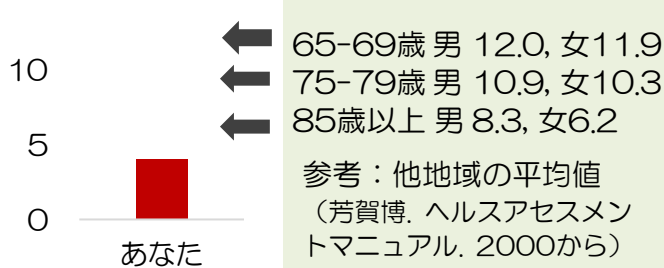 10
5
0
あなた
65-69歳 男 12.0, 女11.9
75-79歳 男 10.9, 女10.3
85歳以上 男 8.3, 女6.2
参考：他地域の平均値
（芳賀博. ヘルスアセスメン
トマニュアル. 2000から）